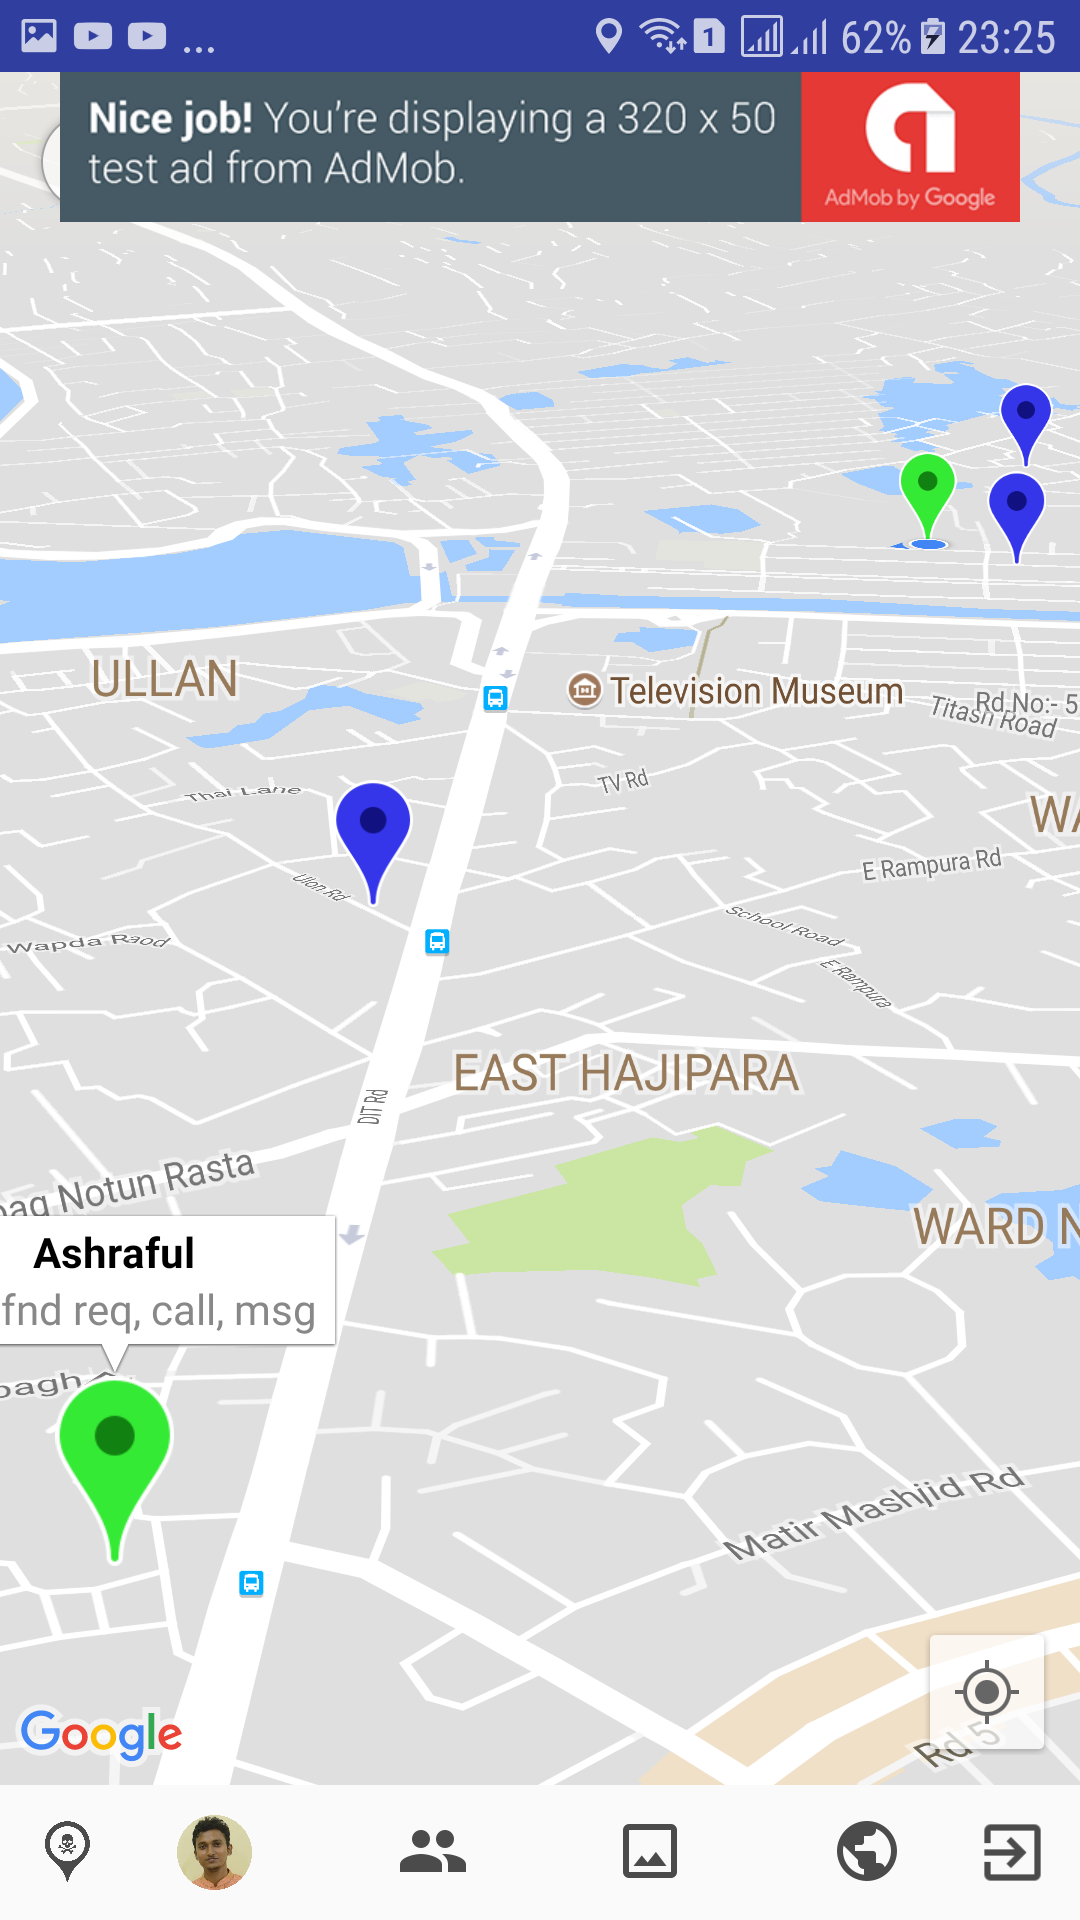 ... 1 62% 23:25
Nice job! You're displaying a 320 x 50
test ad from AdMob.
AdMob by Google
ULLAN
Television Museum
Rd No:- 5
Titash Road
TV Rd
Thai Lane
WA
E Rampura Rd
Ulon Rd
School Road
Wapda Raod
E Rampura
EAST HAJIPARA
DIT Rd
Notun Rasta
WARD N
Ashraful
fnd req, call, msg
Matir Mashjid Rd
Rd 5
Google